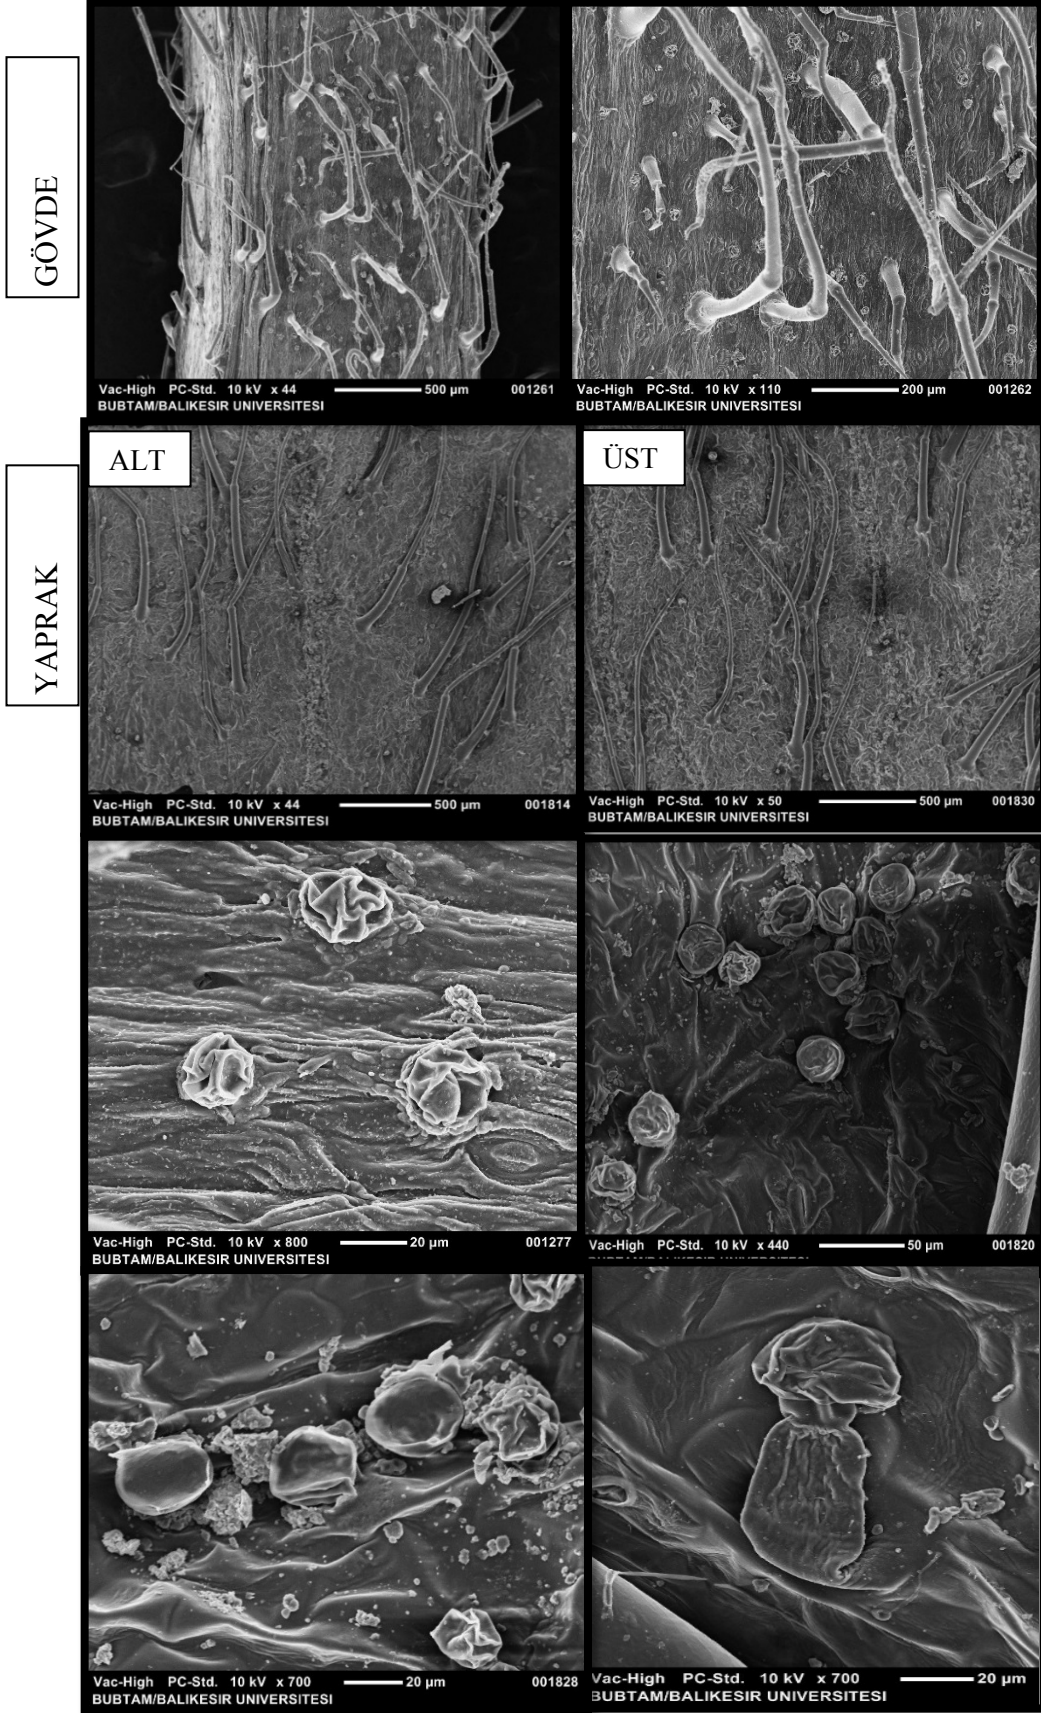 GÖVDE
Vac-High PC-Std. 10 kV x 44 500 µm 001261
BUBTAM/BALIKESIR UNIVERSITESI
Vac-High PC-Std. 10 kV x 110 200 µm 001262
BUBTAM/BALIKESIR UNIVERSITESI
YAPRAK
ALT
Vac-High PC-Std. 10 kV x 44 500 µm 001814
BUBTAM/BALIKESIR UNIVERSITESI
ÜST
Vac-High PC-Std. 10 kV x 50 500 µm 001830
BUBTAM/BALIKESIR UNIVERSITESI
Vac-High PC-Std. 10 kV x 800 20 µm 001277
BUBTAM/BALIKESIR UNIVERSITESI
Vac-High PC-Std. 10 kV x 440 50 µm 001820
Vac-High PC-Std. 10 kV x 700 20 µm 001828
BUBTAM/BALIKESIR UNIVERSITESI
Vac-High PC-Std. 10 kV x 700 20 µm
BUBTAM/BALIKESIR UNIVERSITESI